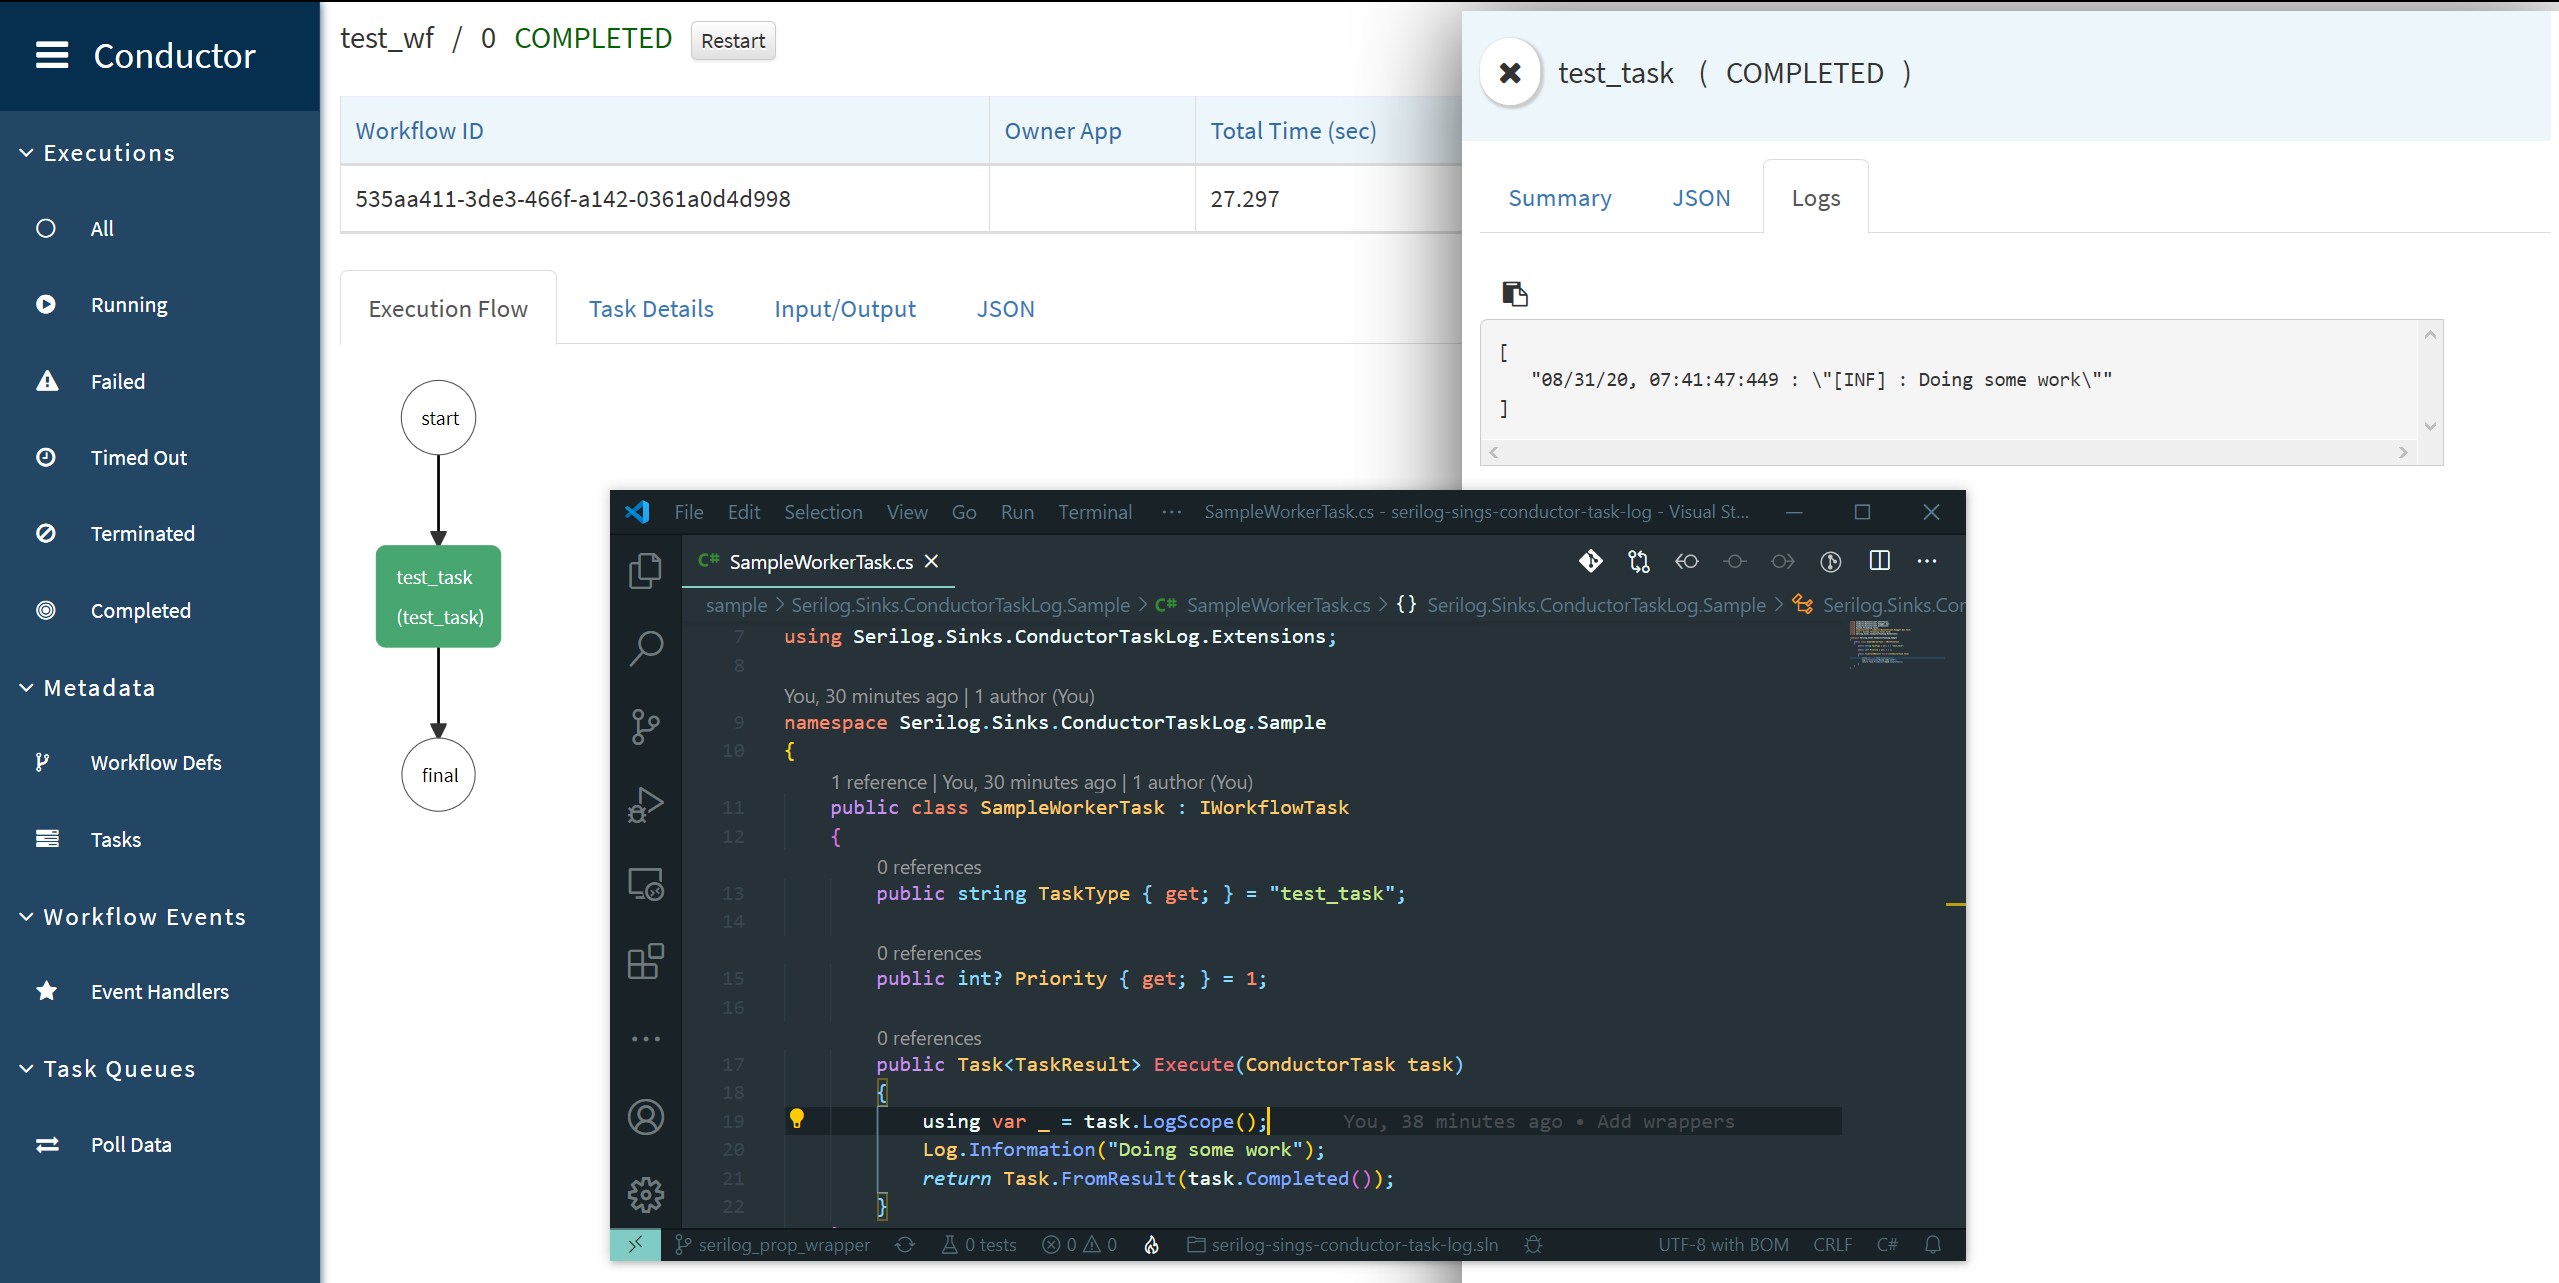 Conductor
Executions
All
Running
Failed
Timed Out
Terminated
Completed
Metadata
Workflow Defs
Tasks
Workflow Events
Event Handlers
Task Queues
Poll Data
test_wf / 0 COMPLETED Restart
Workflow ID Owner App Total Time (sec)
535aa411-3de3-466f-a142-0361a0d4d998 27.297
Execution Flow Task Details Input/Output JSON
start
test_task
(test_task)
final
test_task ( COMPLETED )
Summary JSON Logs
[
"08/31/20, 07:41:47:449 : \"[INF] : Doing some work\""
]
File Edit Selection View Go Run Terminal ··· SampleWorkerTask.cs - serilog-sings-conductor-task-log - Visual St...
C# SampleWorkerTask.cs
sample > Serilog.Sinks.ConductorTaskLog.Sample > C# SampleWorkerTask.cs > {} Serilog.Sinks.ConductorTaskLog.Sample > Serilog.Sinks.Cor
7 using Serilog.Sinks.ConductorTaskLog.Extensions;
8
You, 30 minutes ago | 1 author (You)
9 namespace Serilog.Sinks.ConductorTaskLog.Sample
10 {
1 reference | You, 30 minutes ago | 1 author (You)
11 public class SampleWorkerTask : IWorkflowTask
12 {
0 references
13 public string TaskType { get; } = "test_task";
14
0 references
15 public int? Priority { get; } = 1;
16
0 references
17 public Task<TaskResult> Execute(ConductorTask task)
18 {
19 using var _ = task.LogScope(); You, 38 minutes ago • Add wrappers
20 Log.Information("Doing some work");
21 return Task.FromResult(task.Completed());
22 }
serilog_prop_wrapper 0 tests 0 0 serilog-sings-conductor-task-log.sln UTF-8 with BOM CRLF C#